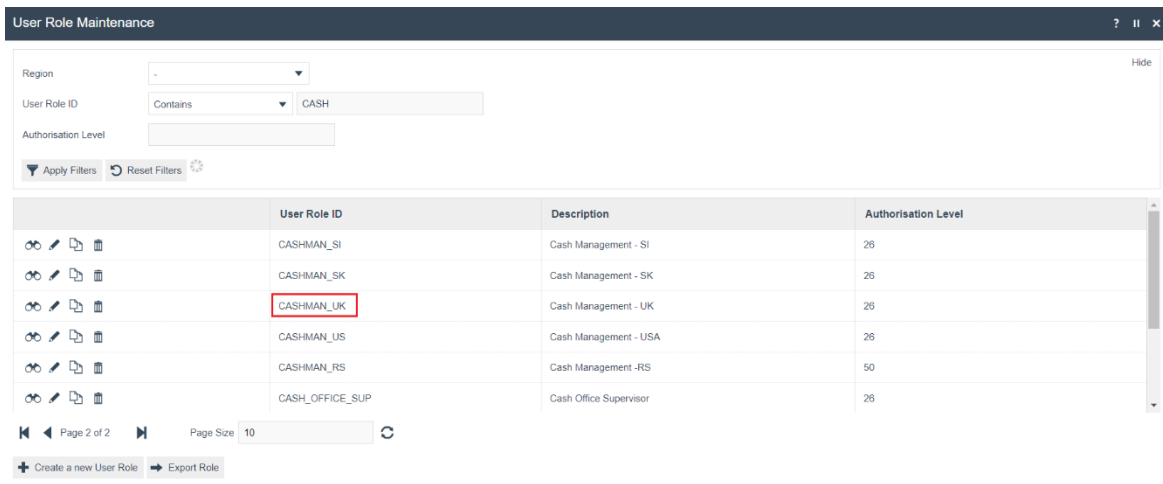 User Role Maintenance ?
Hide
Region -
User Role ID Contains CASH
Authorisation Level
Apply Filters Reset Filters
User Role ID Description Authorisation Level
CASHMAN_SI Cash Management - SI 26
CASHMAN_SK Cash Management - SK 26
CASHMAN_UK Cash Management - UK 26
CASHMAN_US Cash Management - USA 26
CASHMAN_RS Cash Management -RS 50
CASH_OFFICE_SUP Cash Office Supervisor 26
Page 2 of 2 Page Size 10
Create a new User Role Export Role